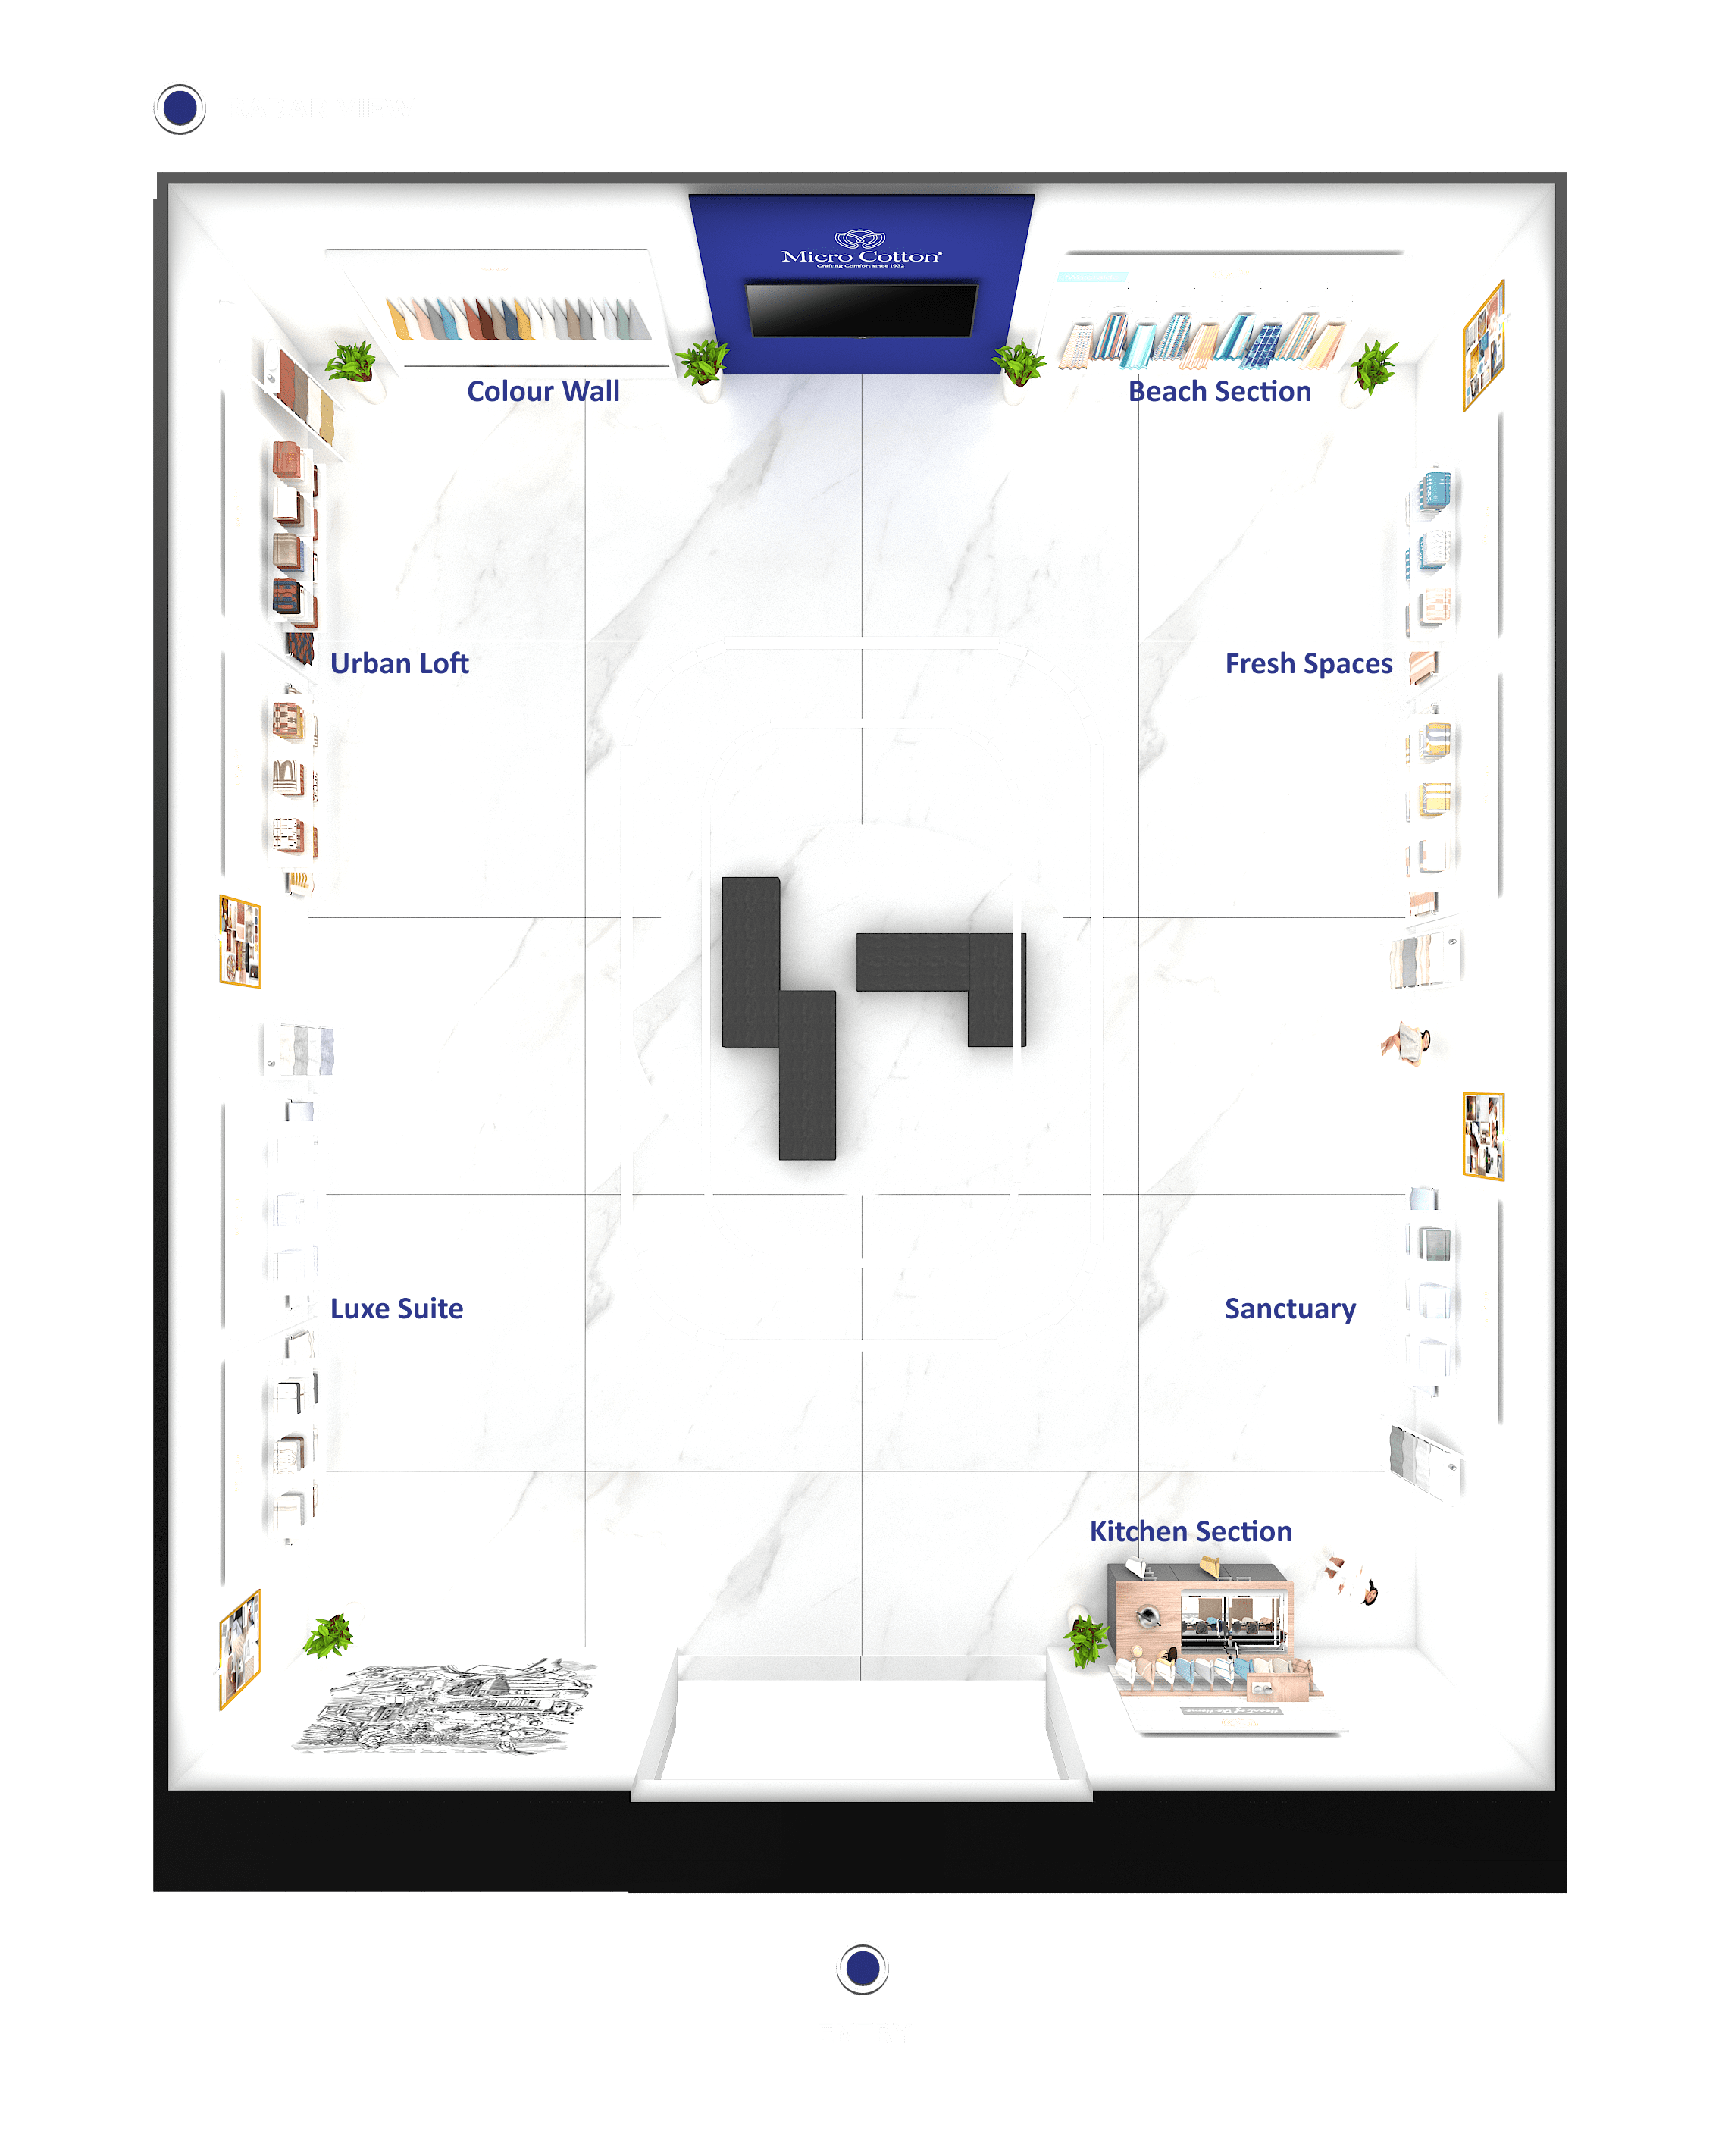 Micro Cotton®
Crafting Comfort since 1932
Colour Wall
Beach Section
Urban Loft
Fresh Spaces
Luxe Suite
Sanctuary
Kitchen Section